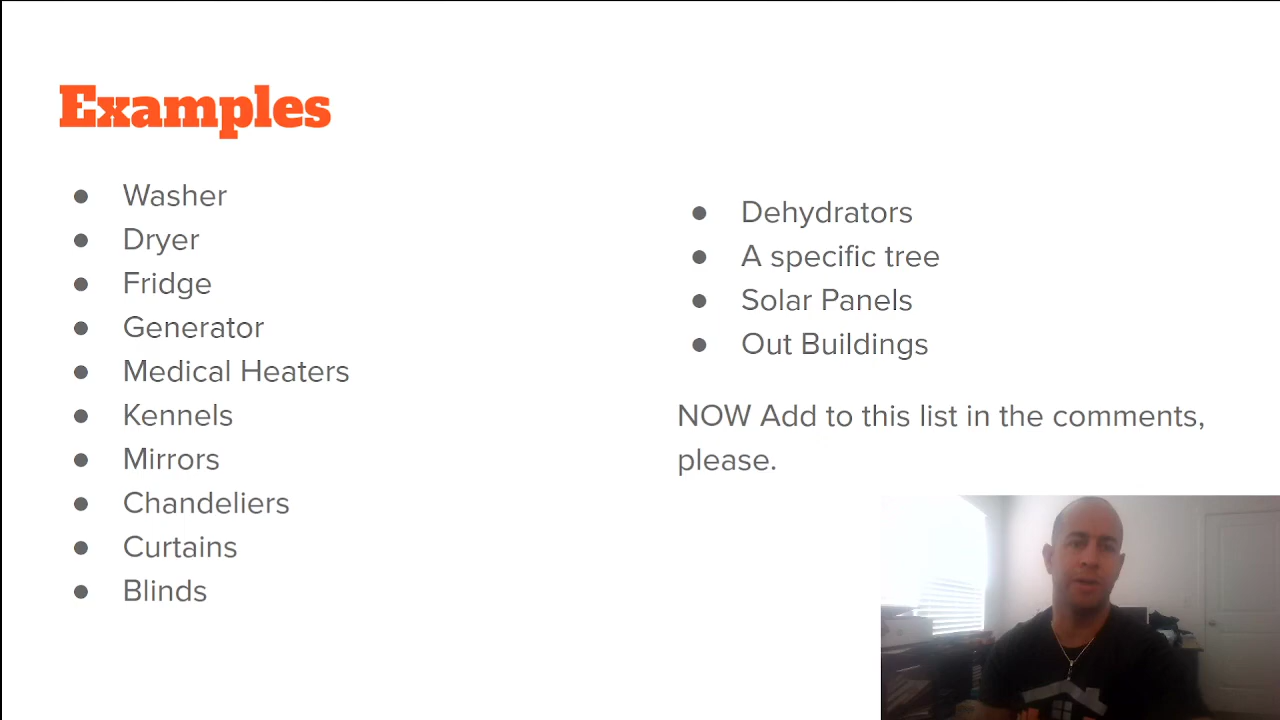 Examples
● Washer
● Dryer
● Fridge
● Generator
● Medical Heaters
● Kennels
● Mirrors
● Chandeliers
● Curtains
● Blinds
● Dehydrators
● A specific tree
● Solar Panels
● Out Buildings
NOW Add to this list in the comments,
please.